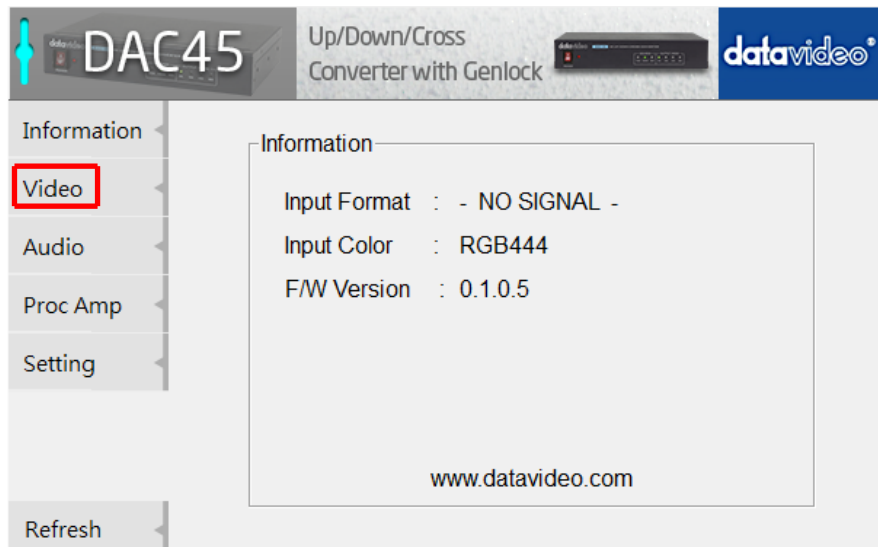 DAC45
Up/Down/Cross
Converter with Genlock
datavideo®
Information
Video
Audio
Proc Amp
Setting
Refresh
Information
Input Format : - NO SIGNAL -
Input Color : RGB444
F/W Version : 0.1.0.5
www.datavideo.com